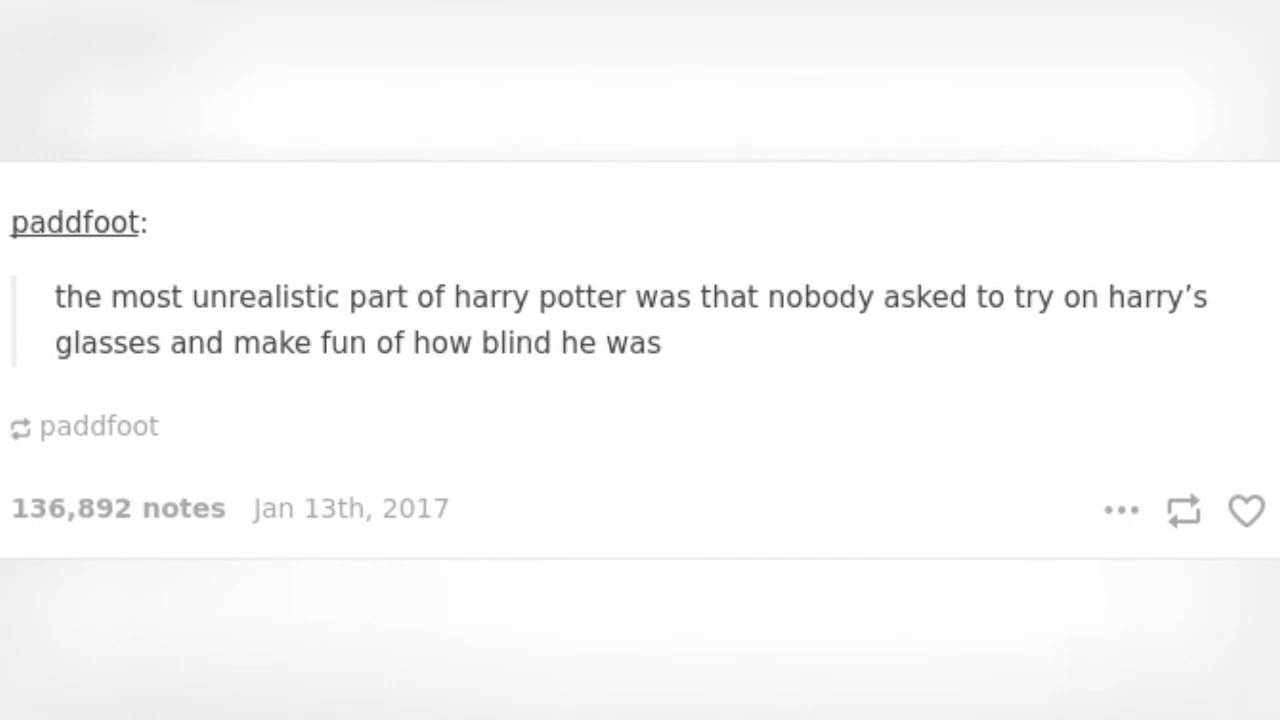 paddfoot:
the most unrealistic part of harry potter was that nobody asked to try on harry’s
glasses and make fun of how blind he was
paddfoot
136,892 notes Jan 13th, 2017